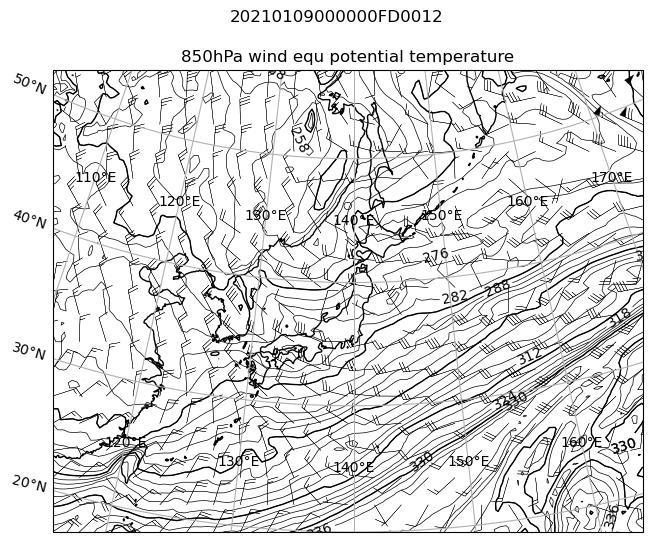 20210109000000FD0012
850hPa wind equ potential temperature
50°N
258
110°E
170°E
120°E
160°E
130°E
150°E
140°E
40°N
276
288
282
318
30°N
312
324
120°E
160°E
330
330
130°E
140°E
150°E
20°N
336
336